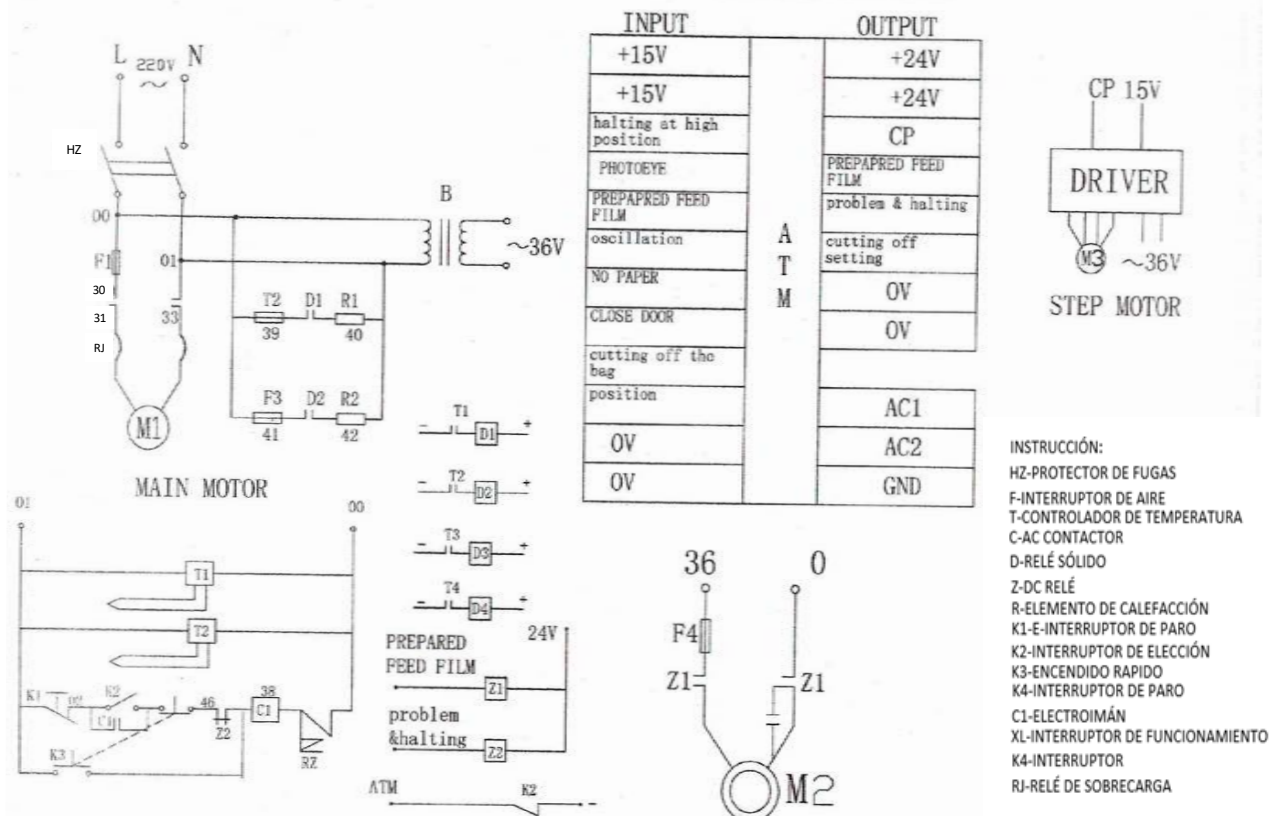 L 220V N
~
HZ
00
F1
01
30
31
33
RJ
M1
MAIN MOTOR
B
~36V
T2 D1 R1
39 40
F3 D2 R2
41 42
INPUT
+15V
+15V
halting at high
position
PHOTOEYE
PREPAPRED FEED
FILM
oscillation
NO PAPER
CLOSE DOOR
cutting off the
bag
position
0V
0V
A
T
M
OUTPUT
+24V
+24V
CP
PREPAPRED FEED
FILM
problem & halting
cutting off
setting
0V
0V
AC1
AC2
GND
CP 15V
DRIVER
M3 ~36V
STEP MOTOR
01 00
T1
T2
K1 02 K2 46 38
C1 Z2 C1
K3
RZ
T1
- D1 +
T2
- D2 +
T3
- D3 +
T4
- D4 +
24V
PREPARED
FEED FILM
Z1
problem
&halting
Z2
ATM K2 -
36 0
F4
Z1 Z1
M2
INSTRUCCIÓN:
HZ-PROTECTOR DE FUGAS
F-INTERRUPTOR DE AIRE
T-CONTROLADOR DE TEMPERATURA
C-AC CONTACTOR
D-RELÉ SÓLIDO
Z-DC RELÉ
R-ELEMENTO DE CALEFACCIÓN
K1-E-INTERRUPTOR DE PARO
K2-INTERRUPTOR DE ELECCIÓN
K3-ENCENDIDO RAPIDO
K4-INTERRUPTOR DE PARO
C1-ELECTROIMÁN
XL-INTERRUPTOR DE FUNCIONAMIENTO
K4-INTERRUPTOR
RJ-RELÉ DE SOBRECARGA